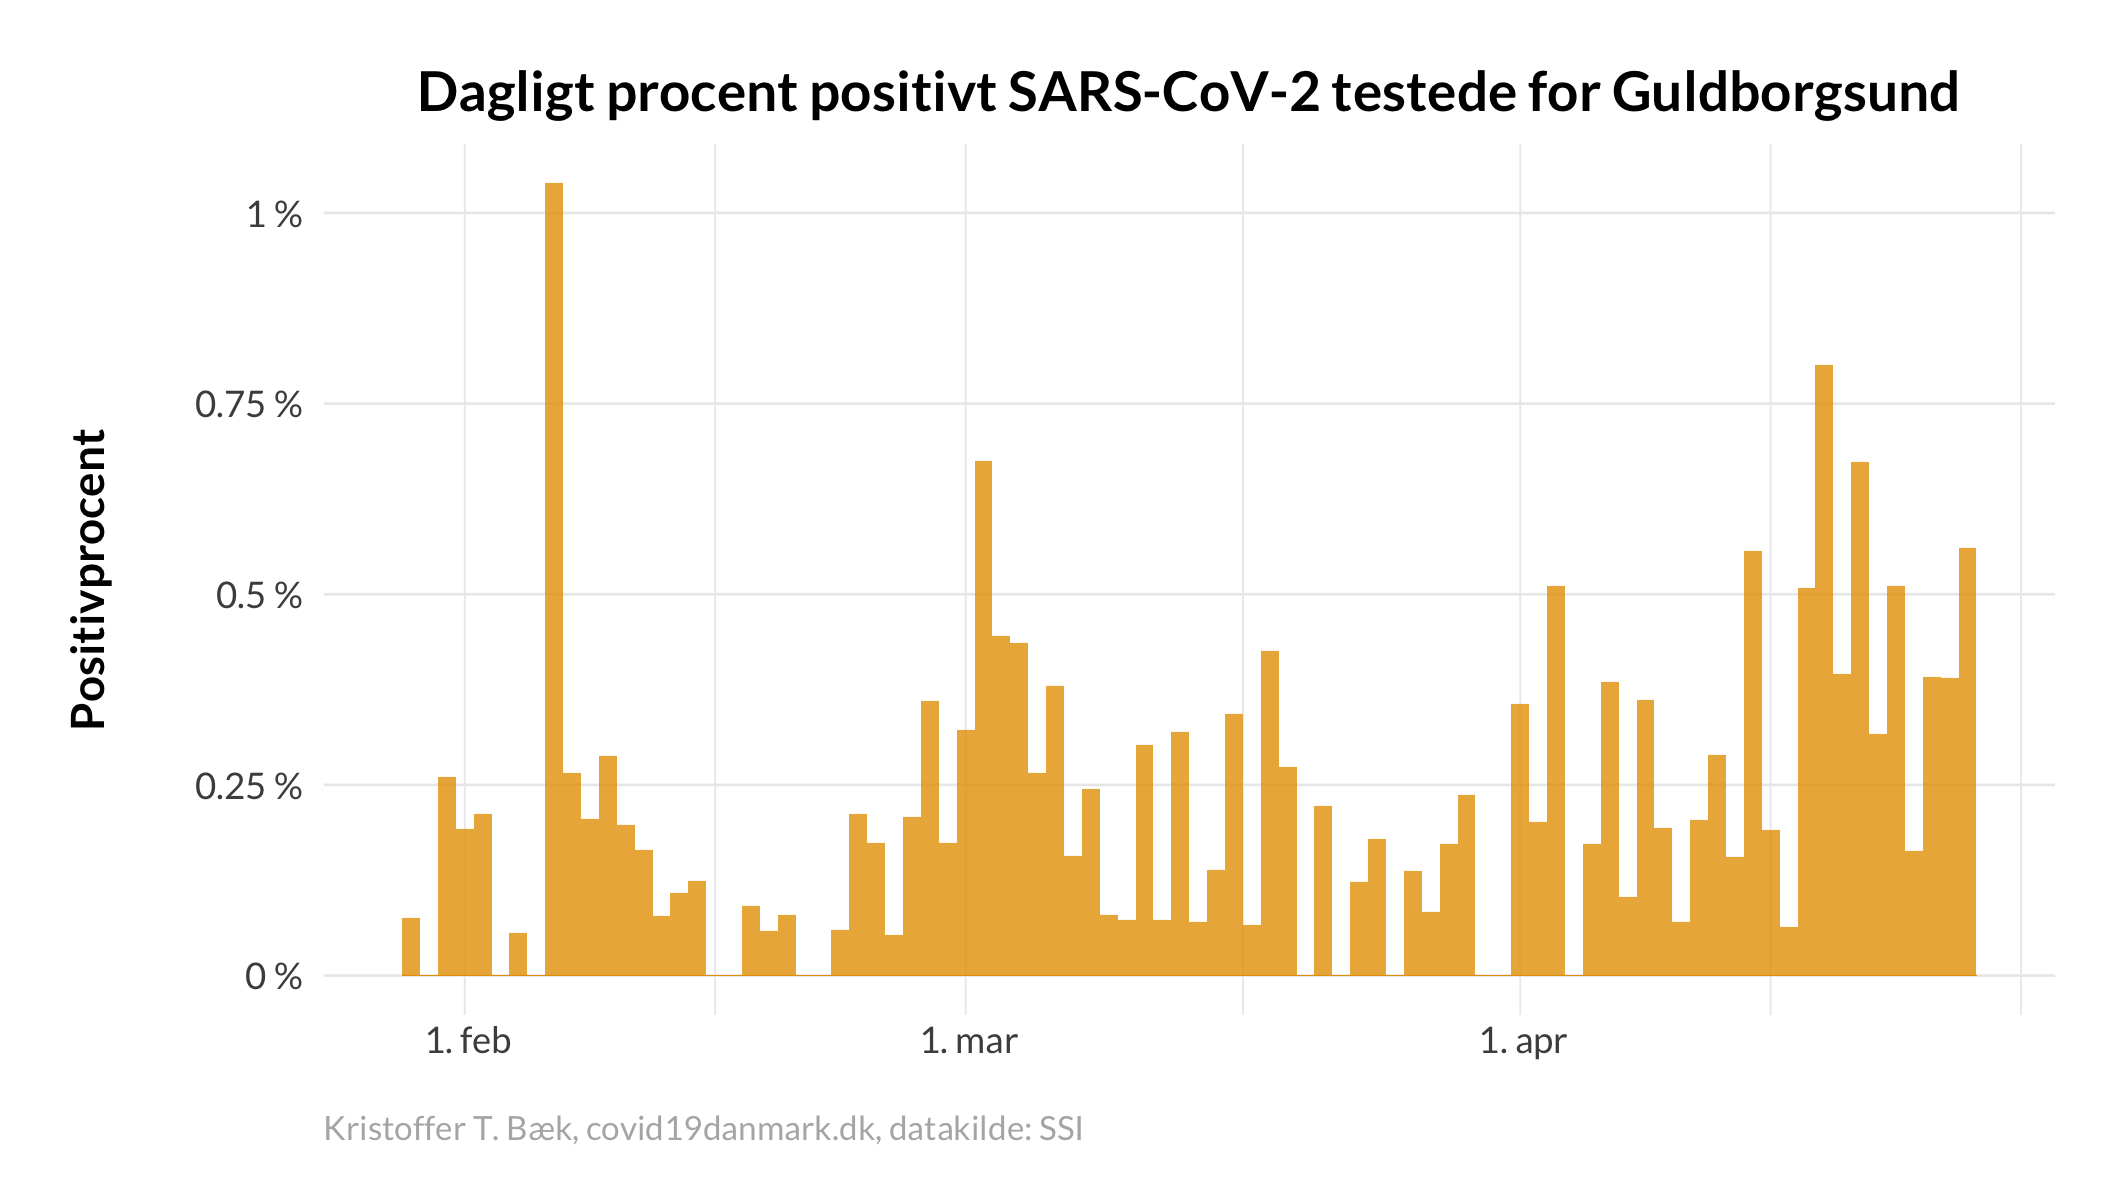 Dagligt procent positivt SARS-CoV-2 testede for Guldborgsund
Positivprocent
1 %
0.75 %
0.5 %
0.25 %
0 %
1. feb
1. mar
1. apr
Kristoffer T. Bæk, covid19danmark.dk, datakilde: SSI